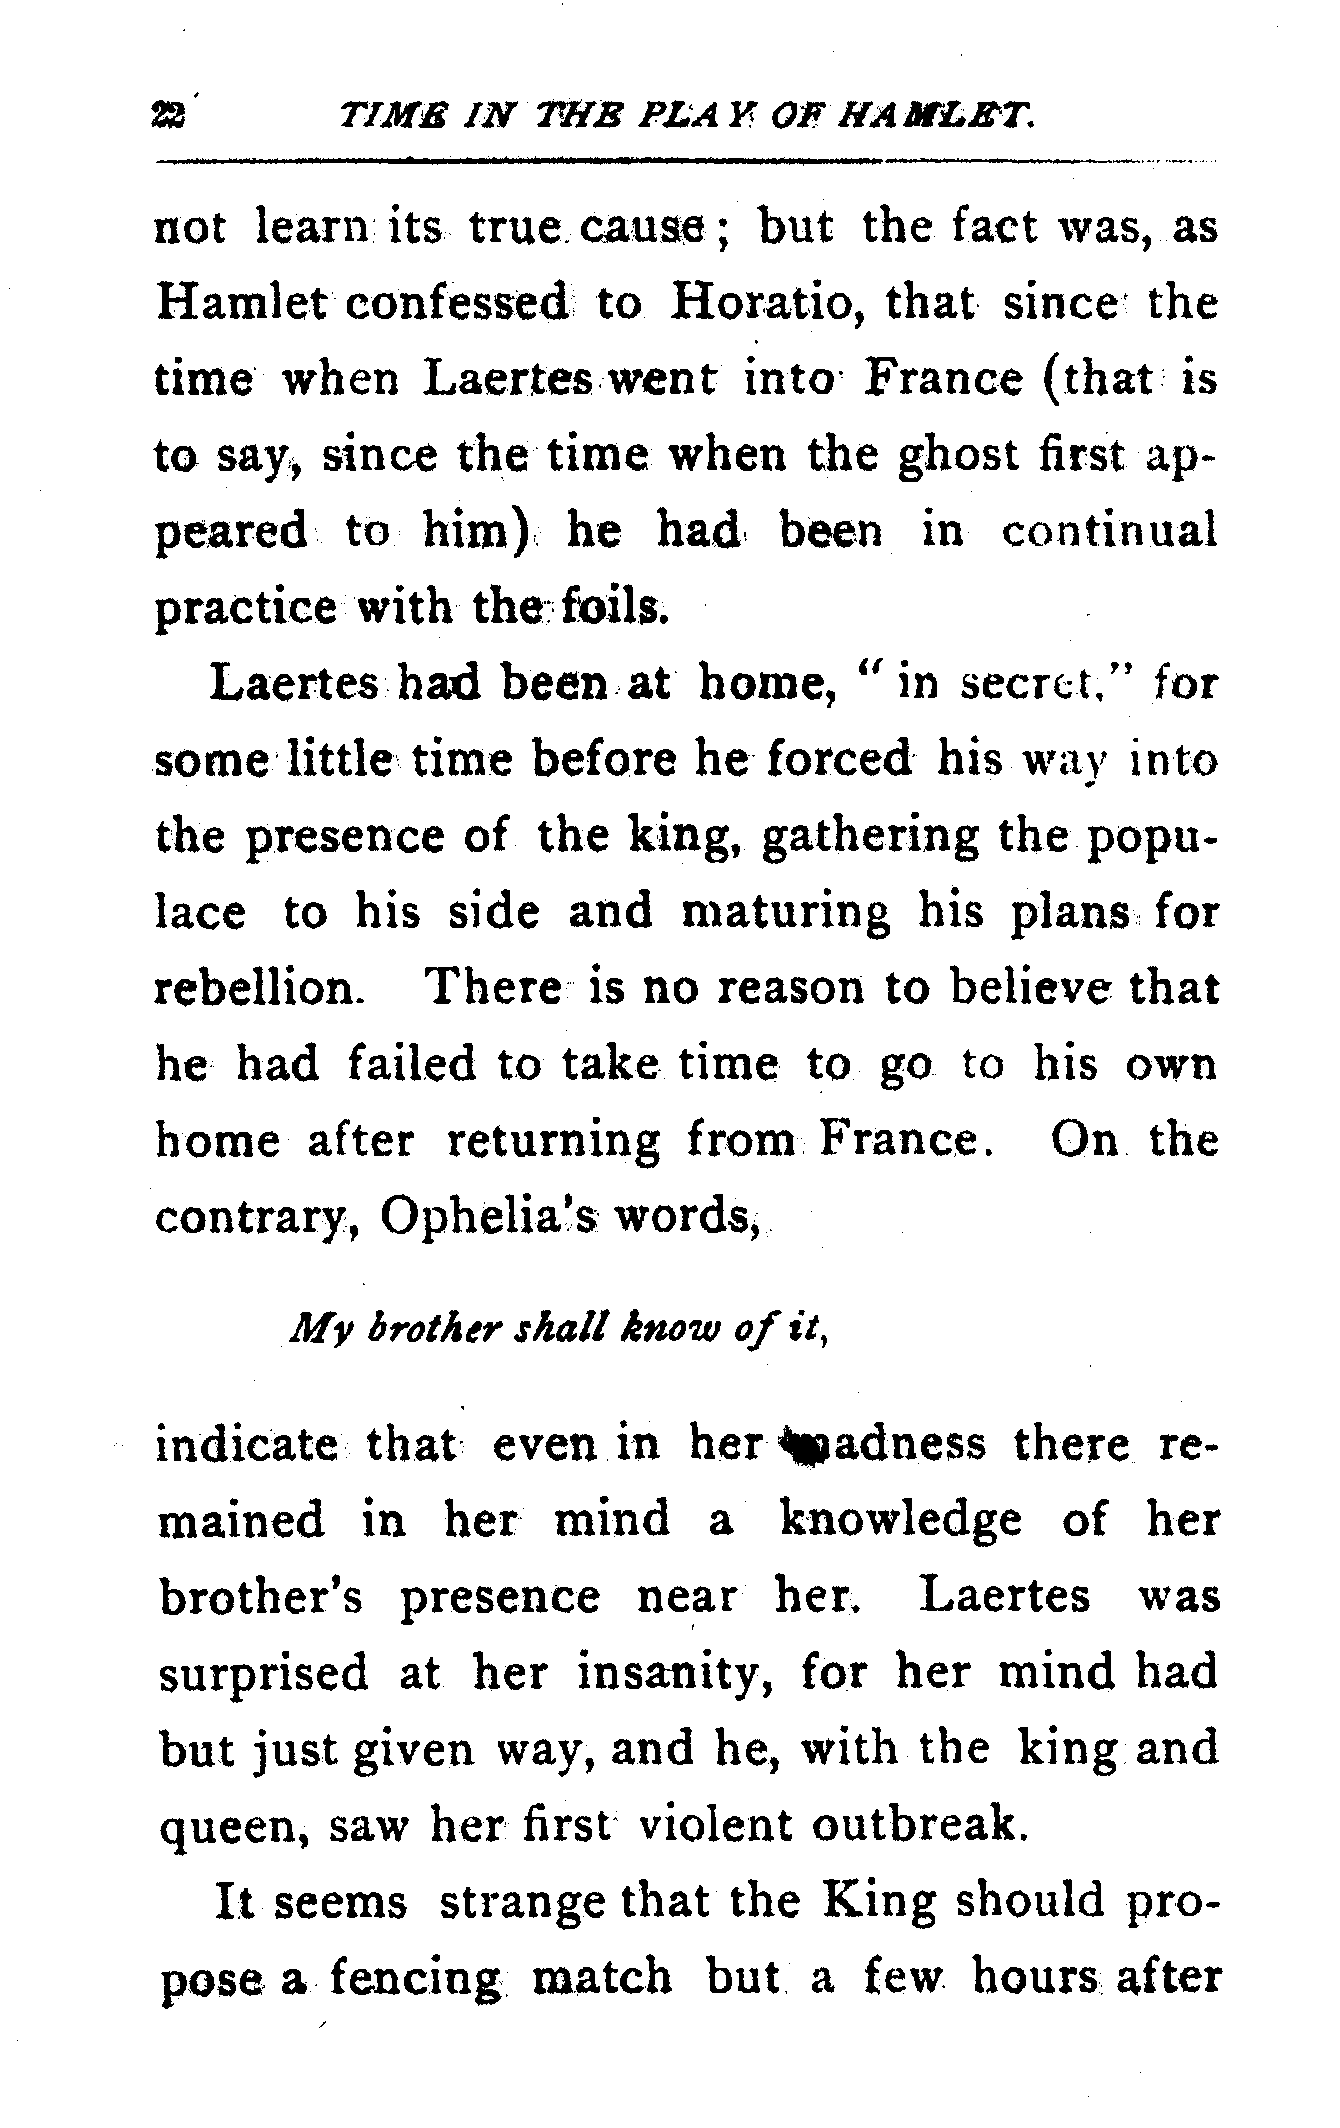 22 TIME IN THE PLAY OF HAMLET.
not learn its true cause; but the fact was, as
Hamlet confessed to Horatio, that since the
time when Laertes went into France (that is
to say, since the time when the ghost first ap-
peared to him) he had been in continual
practice with the foils.
Laertes had been at home, "in secret," for
some little time before he forced his way into
the presence of the king, gathering the popu-
lace to his side and maturing his plans for
rebellion. There is no reason to believe that
he had failed to take time to go to his own
home after returning from France. On the
contrary, Ophelia's words,
My brother shall know of it,
indicate that even in her madness there re-
mained in her mind a knowledge of her
brother's presence near her. Laertes was
surprised at her insanity, for her mind had
but just given way, and he, with the king and
queen, saw her first violent outbreak.
It seems strange that the King should pro-
pose a fencing match but a few hours after